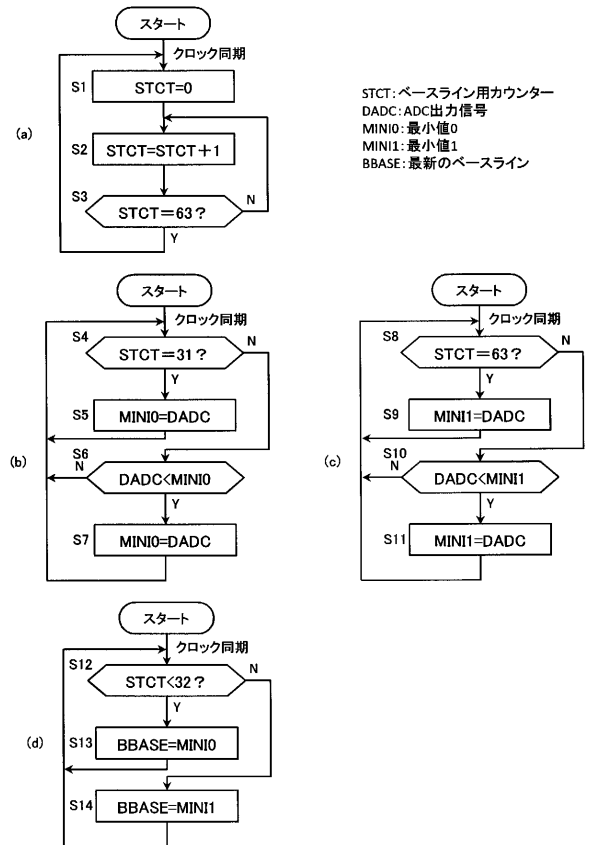 スタート
クロック同期
S1
STCT=0
(a)
S2
STCT=STCT+1
S3
STCT=63?
N
Y
STCT:ベースライン用カウンター
DADC:ADC出力信号
MINI0:最小値0
MINI1:最小値1
BBASE:最新のベースライン
スタート
クロック同期
S4
STCT=31?
N
Y
S5
MINI0=DADC
(b)
S6
N
DADC<MINI0
Y
S7
MINI0=DADC
スタート
クロック同期
S8
STCT=63?
N
Y
S9
MINI1=DADC
(c)
S10
N
DADC<MINI1
Y
S11
MINI1=DADC
スタート
クロック同期
S12
STCT<32?
N
Y
(d)
S13
BBASE=MINI0
S14
BBASE=MINI1